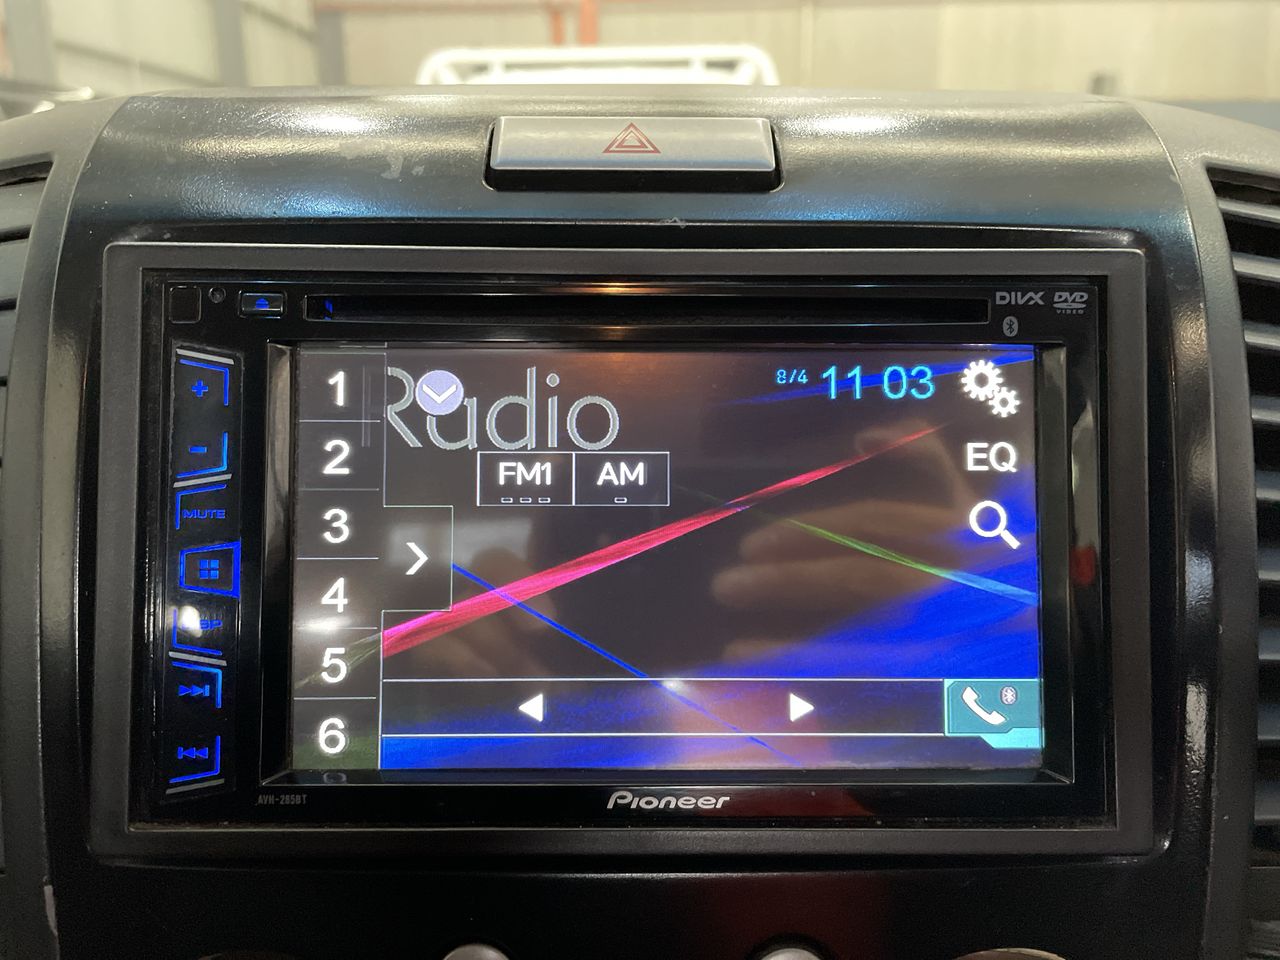 DIVX DVD
VIDEO
1
Radio
8/4 11 03
2
FM1 AM
EQ
MUTE
3
4
5
6
AVH-285BT
Pioneer